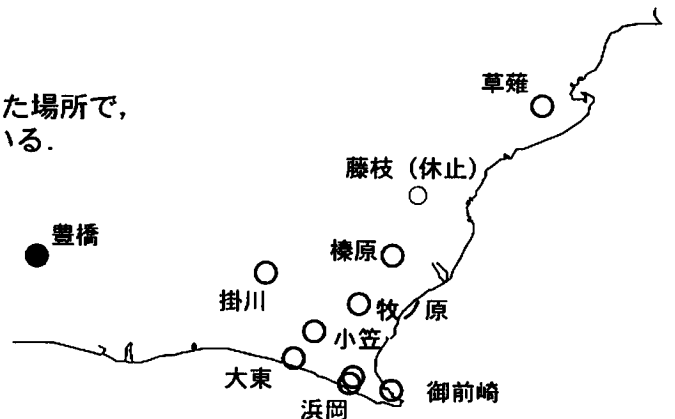 た場所で，
いる．
草薙
藤枝（休止）
豊橋
榛原
掛川
牧ノ原
小笠
大東
御前崎
浜岡